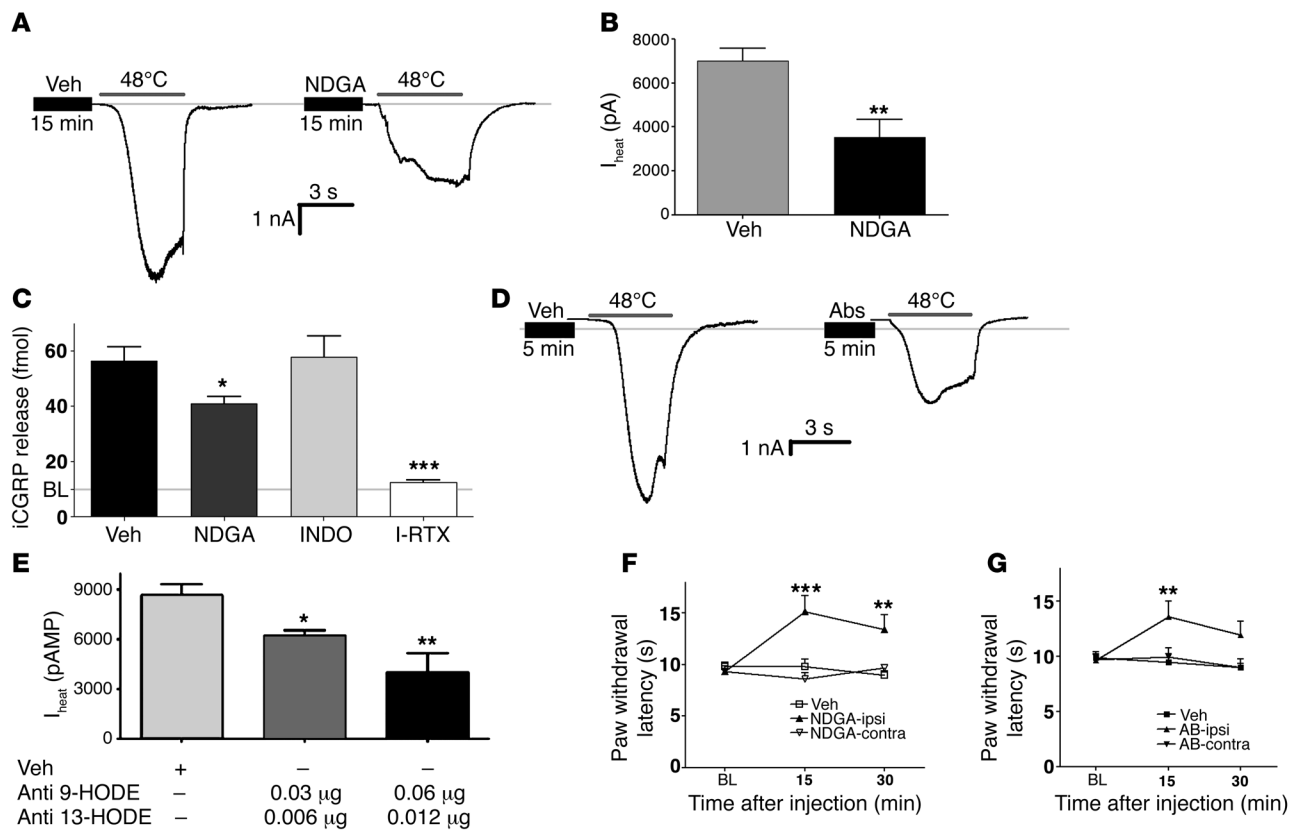 A
Veh
48°C
15 min
NDGA
48°C
15 min
3 s
1 nA
B
8000
6000
4000
2000
0
Iheat (pA)
**
Veh
NDGA
C
iCGRP release (fmol)
60
40
20
BL
0
*
***
Veh
NDGA
INDO
I-RTX
D
Veh
48°C
5 min
Abs
48°C
5 min
3 s
1 nA
E
9000
6000
3000
0
Iheat (pAMP)
*
**
Veh + – –
Anti 9-HODE – 0.03 µg 0.06 µg
Anti 13-HODE – 0.006 µg 0.012 µg
F
Paw withdrawal
latency (s)
15
10
5
0
***
**
Veh
NDGA-ipsi
NDGA-contra
BL 15 30
Time after injection (min)
G
Paw withdrawal
latency (s)
15
10
5
0
**
Veh
AB-ipsi
AB-contra
BL 15 30
Time after injection (min)